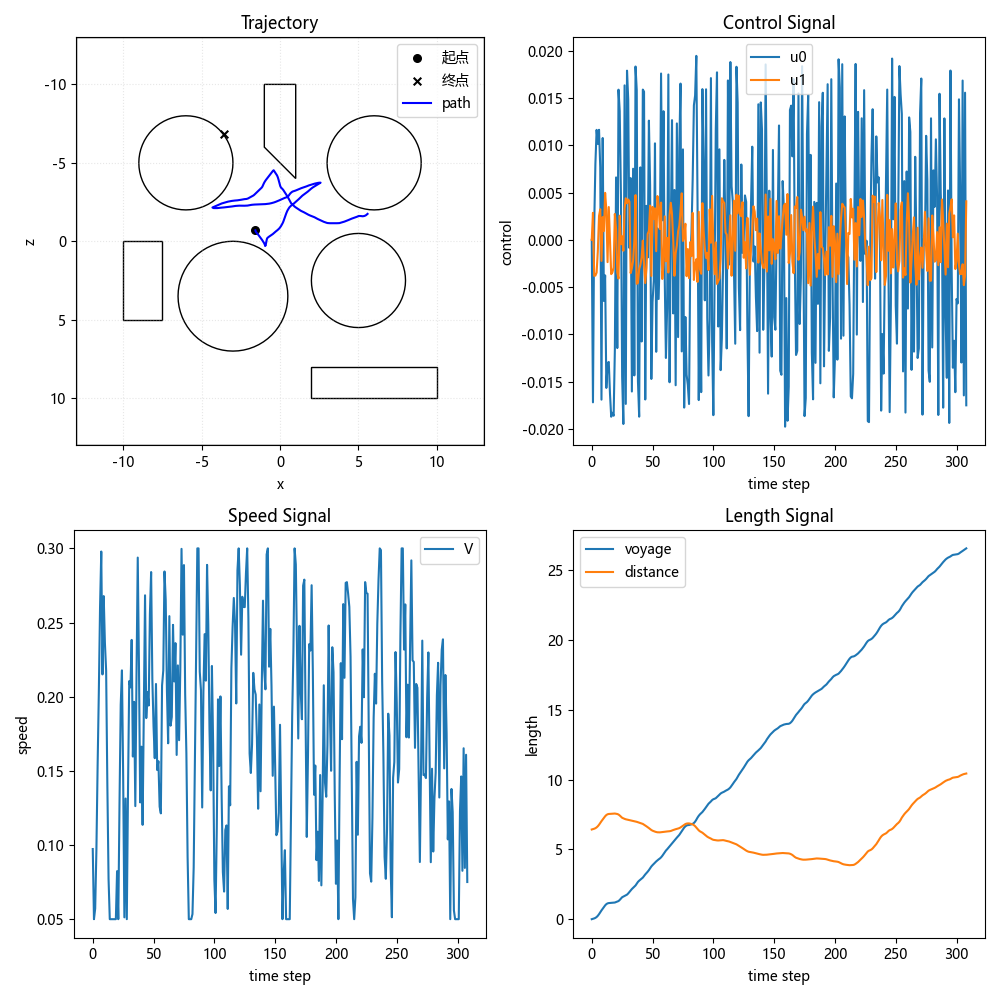 Trajectory
起点
终点
path
-10
-5
0
5
10
z
-10
-5
0
5
10
x
Control Signal
u0
u1
0.020
0.015
0.010
0.005
0.000
-0.005
-0.010
-0.015
-0.020
control
0
50
100
150
200
250
300
time step
Speed Signal
V
0.30
0.25
0.20
0.15
0.10
0.05
speed
0
50
100
150
200
250
300
time step
Length Signal
voyage
distance
25
20
15
10
5
0
length
0
50
100
150
200
250
300
time step